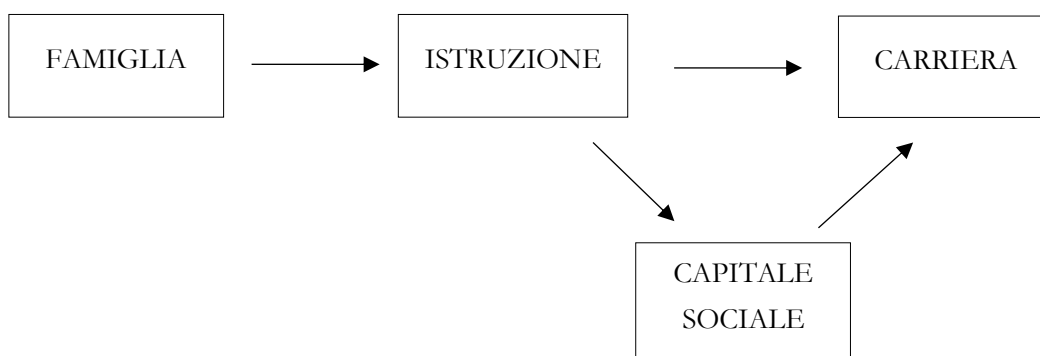 FAMIGLIA
ISTRUZIONE
CARRIERA
CAPITALE
SOCIALE